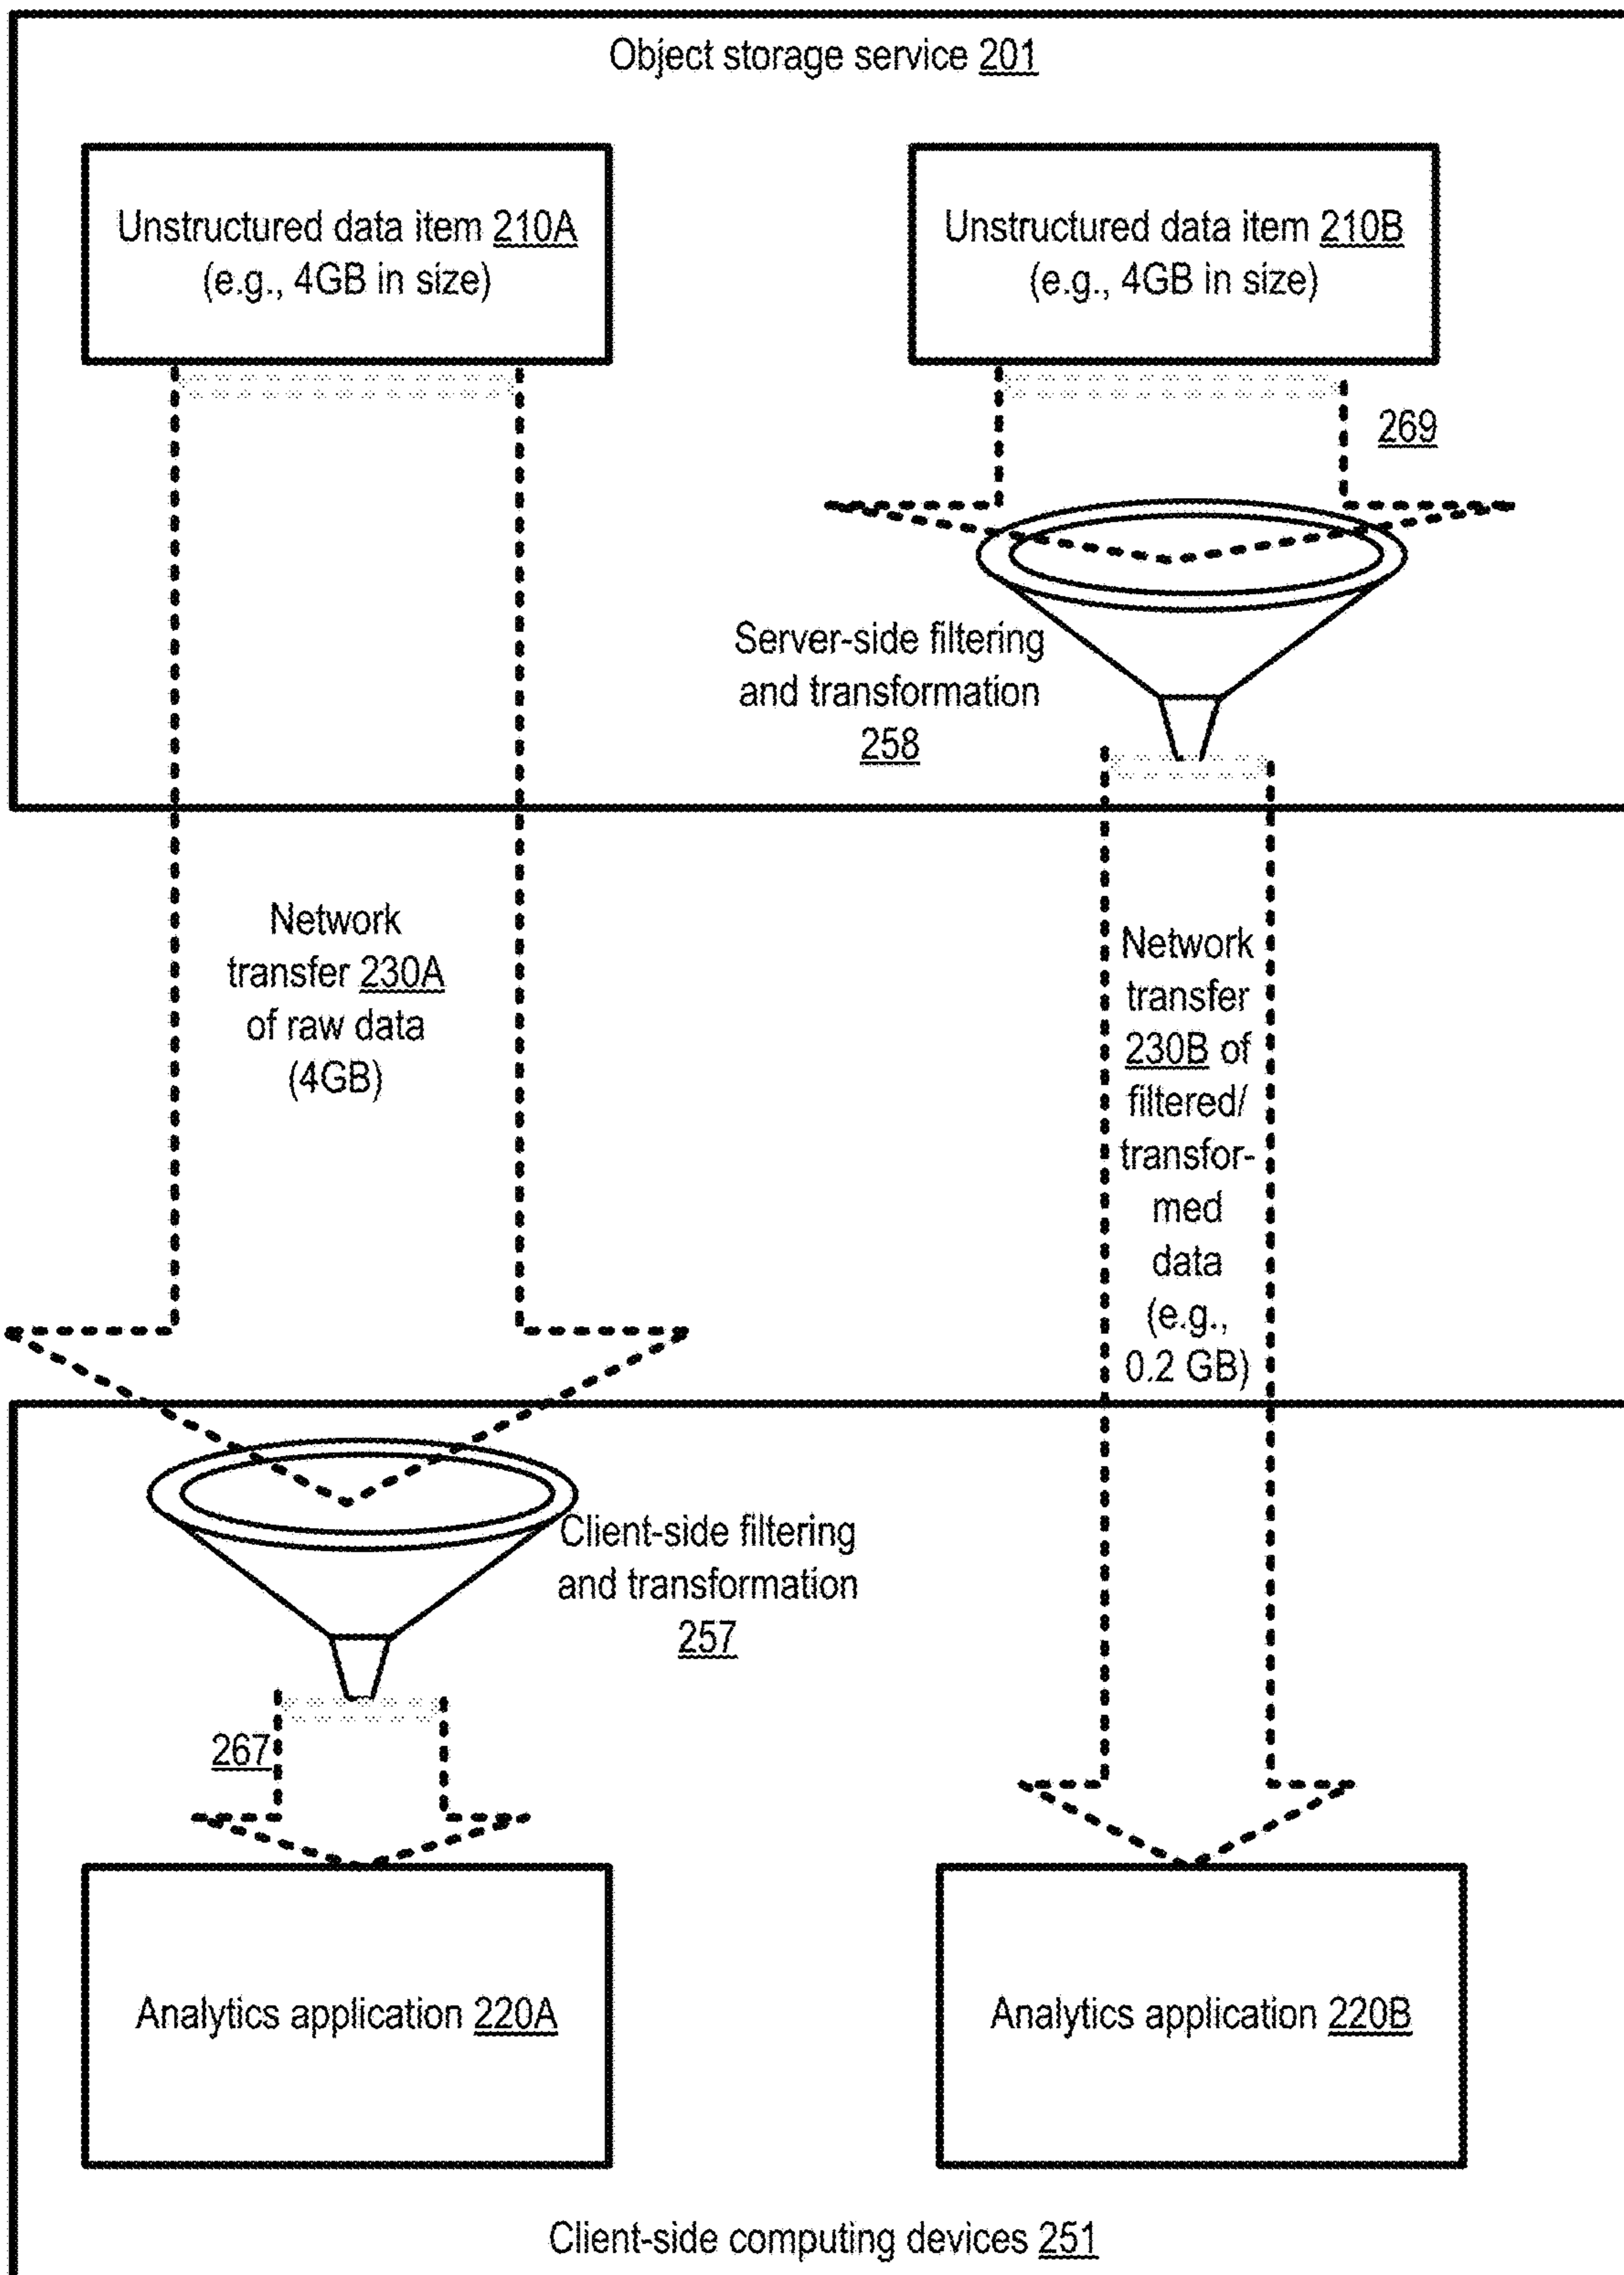 Object storage service 201
Unstructured data item 210A
(e.g., 4GB in size)
Unstructured data item 210B
(e.g., 4GB in size)
269
Server-side filtering
and transformation
258
Network
transfer 230A
of raw data
(4GB)
Network
transfer
230B of
filtered/
transfor-
med
data
(e.g.,
0.2 GB)
Client-side filtering
and transformation
257
267
Analytics application 220A
Analytics application 220B
Client-side computing devices 251